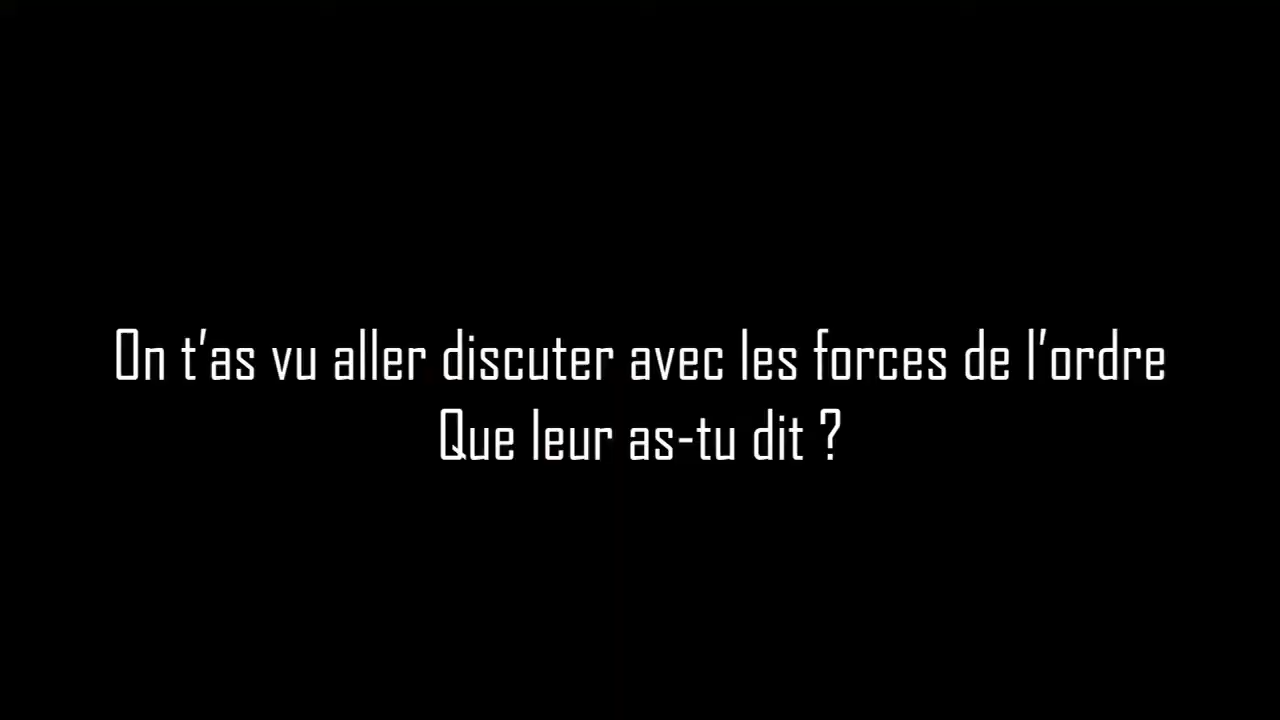 On t’as vu aller discuter avec les forces de l’ordre
Que leur as-tu dit ?